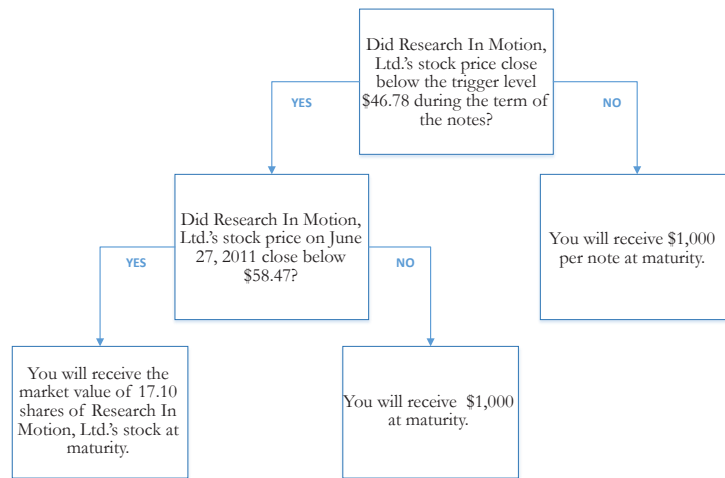 Did Research In Motion,
Ltd.'s stock price close
below the trigger level
$46.78 during the term of
the notes?
YES
NO
Did Research In Motion,
Ltd.'s stock price on June
27, 2011 close below
$58.47?
You will receive $1,000
per note at maturity.
YES
NO
You will receive the
market value of 17.10
shares of Research In
Motion, Ltd.'s stock at
maturity.
You will receive $1,000
at maturity.